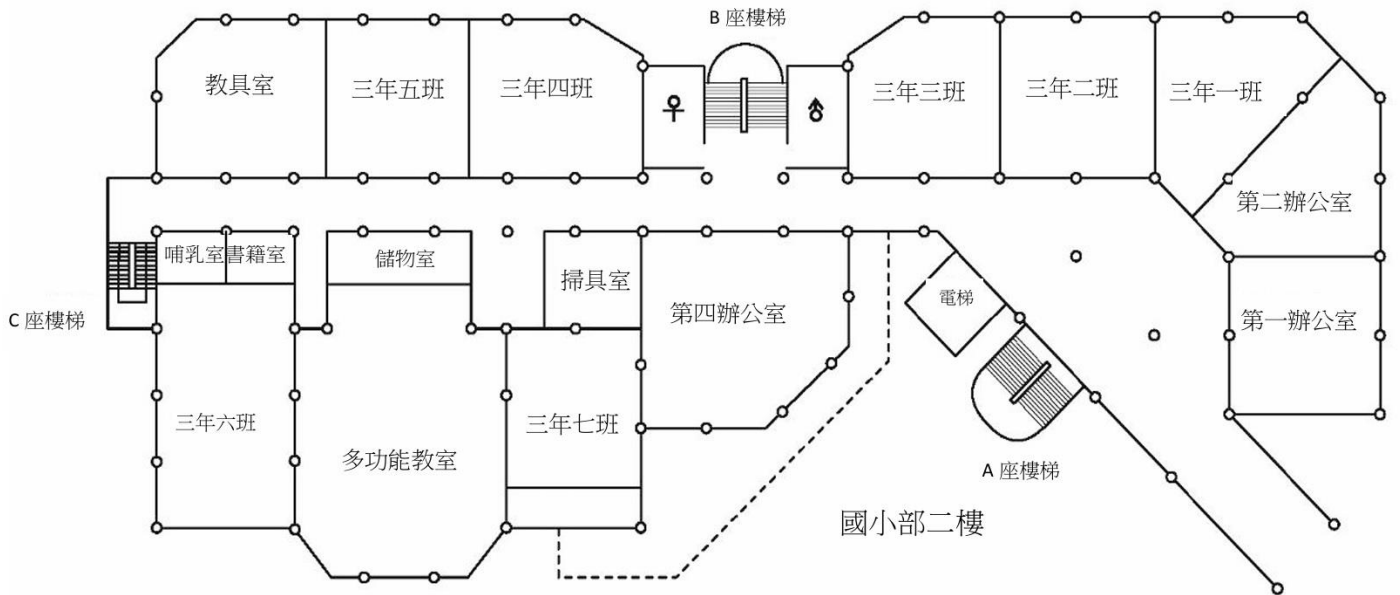 B 座樓梯
教具室
三年五班
三年四班
三年三班
三年二班
三年一班
第二辦公室
哺乳室
書籍室
儲物室
掃具室
第四辦公室
電梯
第一辦公室
C 座樓梯
三年六班
多功能教室
三年七班
A 座樓梯
國小部二樓